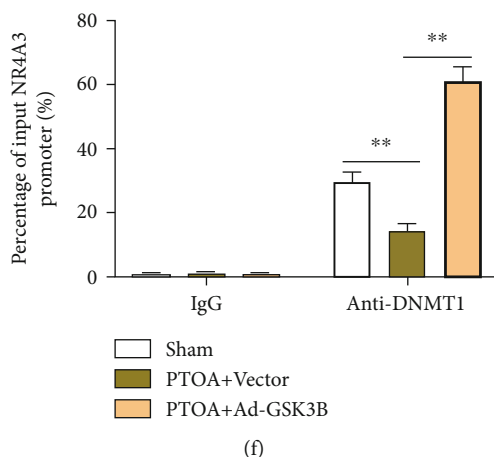 Percentage of input NR4A3
promoter (%)
80
60
40
20
0
**
**
IgG
Anti-DNMT1
Sham
PTOA+Vector
PTOA+Ad-GSK3B
(f)